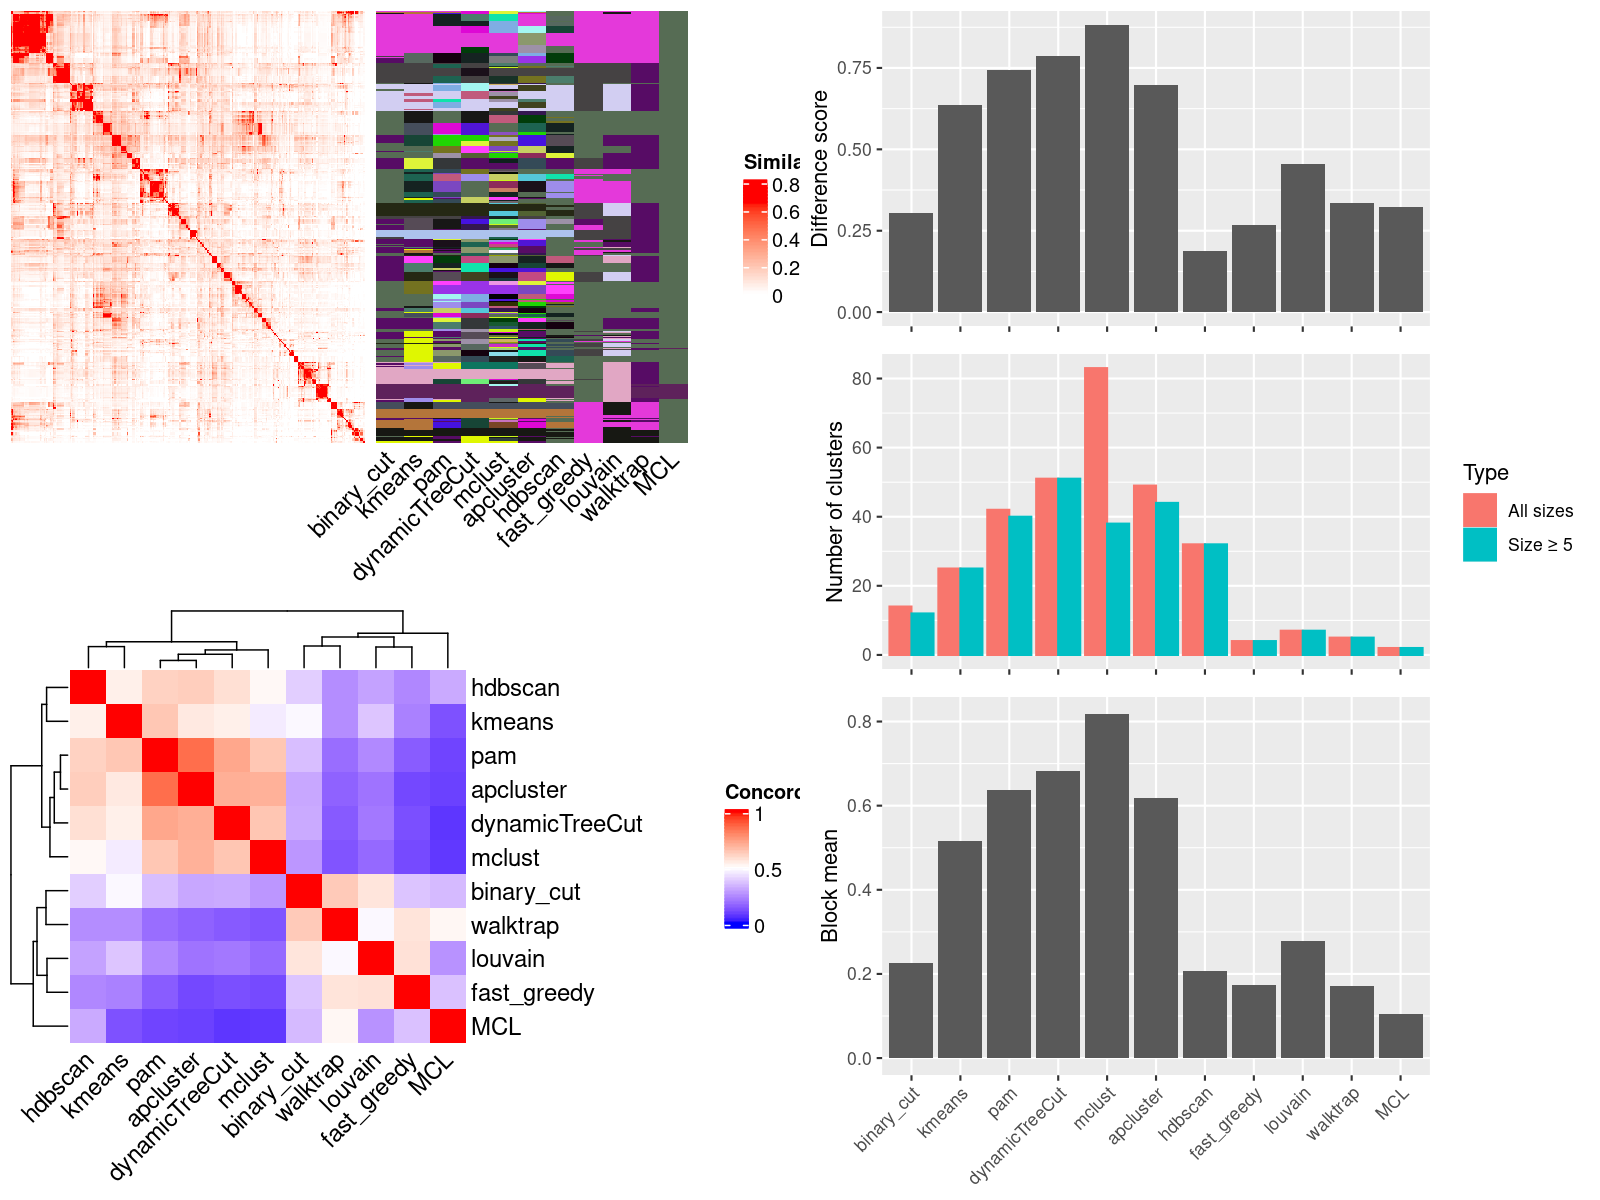 Simila
0.8
0.6
0.4
0.2
0
binary_cut
kmeans
pam
dynamicTreeCut
mclust
apcluster
hdbscan
fast_greedy
louvain
walktrap
MCL
Difference score
0.75
0.50
0.25
0.00
Number of clusters
80
60
40
20
0
Type
All sizes
Size ≥ 5
hdbscan
kmeans
pam
apcluster
dynamicTreeCut
mclust
binary_cut
walktrap
louvain
fast_greedy
MCL
hdbscan
kmeans
pam
apcluster
dynamicTreeCut
mclust
binary_cut
walktrap
louvain
fast_greedy
MCL
Concord
1
0.5
0
Block mean
0.8
0.6
0.4
0.2
0.0
binary_cut
kmeans
pam
dynamicTreeCut
mclust
apcluster
hdbscan
fast_greedy
louvain
walktrap
MCL